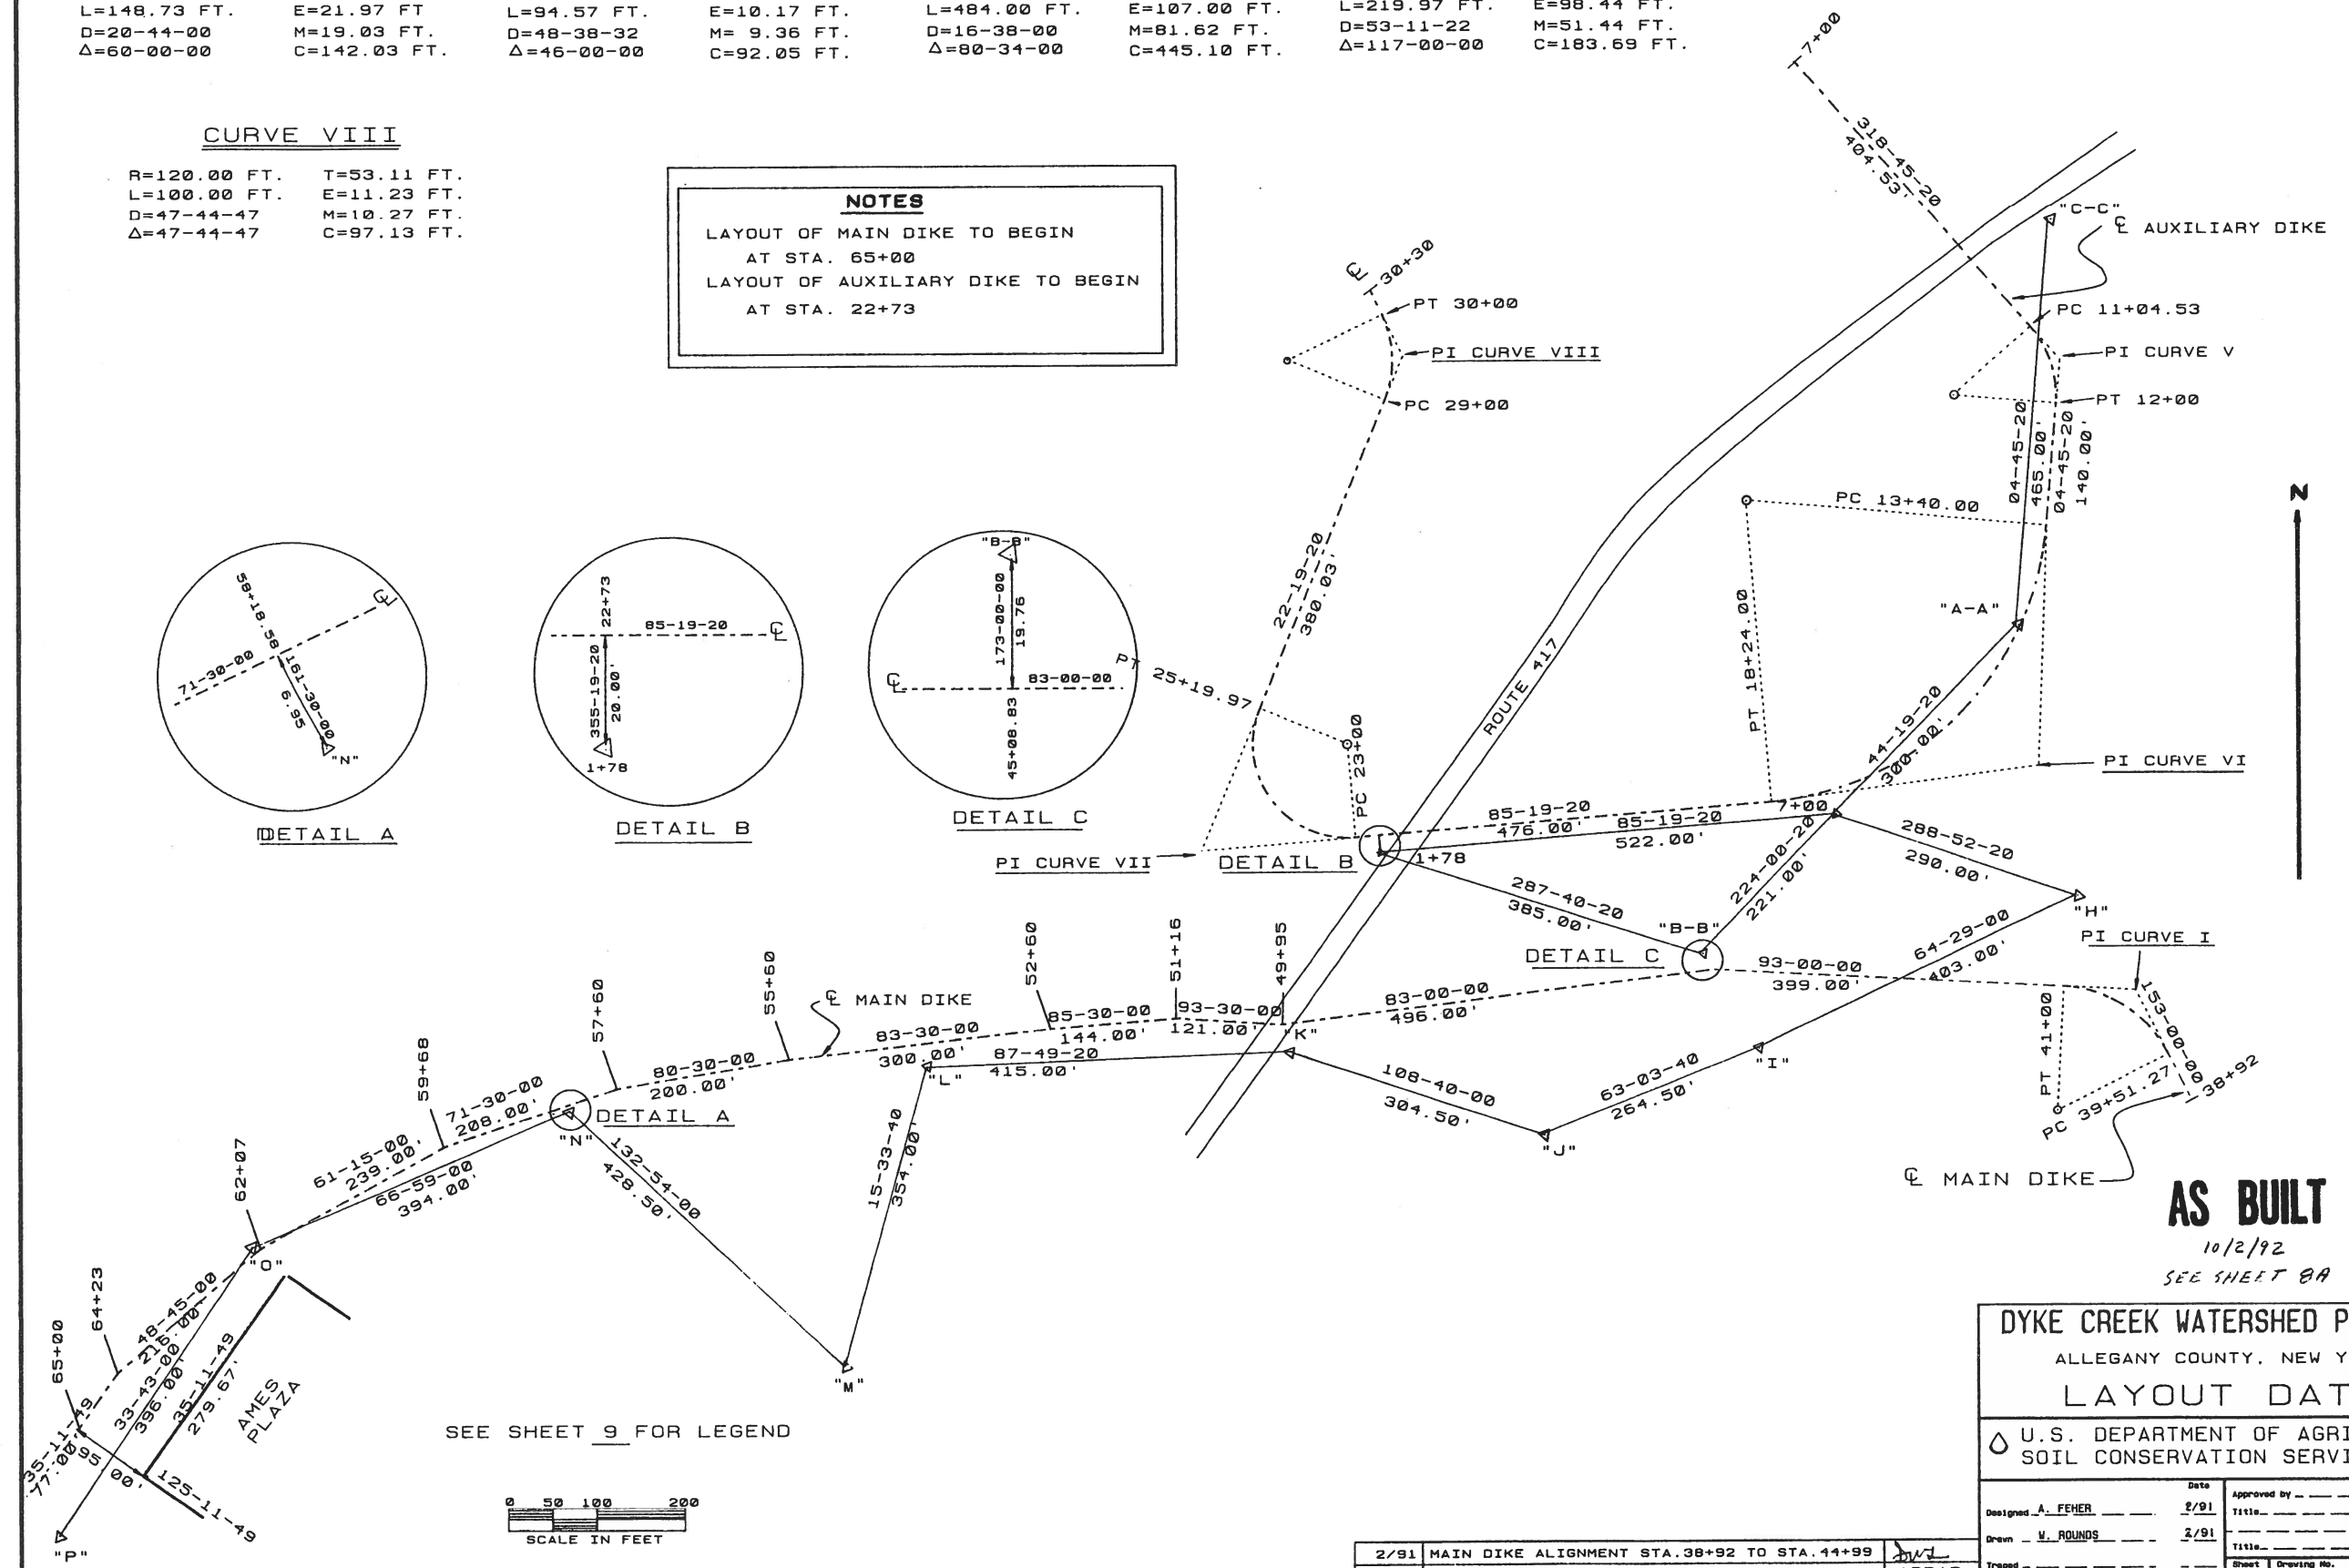 L=148.73 FT. E=21.97 FT
D=20-44-00 M=19.03 FT.
Δ=60-00-00 C=142.03 FT.
L=94.57 FT. E=10.17 FT.
D=48-38-32 M= 9.36 FT.
Δ=46-00-00 C=92.05 FT.
L=484.00 FT. E=107.00 FT.
D=16-38-00 M=81.62 FT.
Δ=80-34-00 C=445.10 FT.
L=219.97 FT. E=98.44 FT.
D=53-11-22 M=51.44 FT.
Δ=117-00-00 C=183.69 FT.
CURVE VIII
R=120.00 FT. T=53.11 FT.
L=100.00 FT. E=11.23 FT.
D=47-44-47 M=10.27 FT.
Δ=47-44-47 C=97.13 FT.
NOTES
LAYOUT OF MAIN DIKE TO BEGIN
AT STA. 65+00
LAYOUT OF AUXILIARY DIKE TO BEGIN
AT STA. 22+73
7+00
318-45-20
404.53'
"C-C"
℄ AUXILIARY DIKE
PC 11+04.53
PI CURVE V
PT 12+00
04-45-20
465.00'
04-45-20
140.00'
℄ 30+30
PT 30+00
PI CURVE VIII
PC 29+00
22-19-20
380.03'
PC 13+40.00
PT 18+24.00
"A-A"
44-19-20
300.00'
PI CURVE VI
N
58+18.58
71-30-00
161-30-00
6.95
"N"
℄
DETAIL A
22+73
85-19-20
℄
355-19-20
20.00'
1+78
DETAIL B
"B-B"
173-00-00
19.76
℄
83-00-00
45+08.83
DETAIL C
PT 25+19.97
PC 23+00
ROUTE 417
PI CURVE VII
DETAIL B
1+78
85-19-20
476.00'
85-19-20
522.00'
7+00
224-00-20
221.00'
288-52-20
290.00'
"H"
287-40-20
385.00'
"B-B"
DETAIL C
64-29-00
403.00'
PI CURVE I
93-00-00
399.00'
153-00-00
PT 41+00
PC 39+51.27'
38+92
℄ MAIN DIKE
83-00-00
496.00'
49+95
93-30-00
121.00'
51+16
85-30-00
144.00'
52+60
℄ MAIN DIKE
83-30-00
300.00'
55+60
80-30-00
200.00'
57+60
"K"
87-49-20
415.00'
"L"
108-40-00
304.50'
"J"
63-03-40
264.50'
"I"
59+68
71-30-00
208.00'
DETAIL A
"N"
132-54-00
428.50'
15-33-40
354.00'
"M"
62+07
61-15-00
239.00'
66-59-00
394.00'
"O"
64+23
48-45-00
216.00'
65+00
33-43-00
396.00'
35-11-49
279.67'
AMES
PLAZA
35-11-49
77.00'
95.00'
125-11-49
"P"
SEE SHEET 9 FOR LEGEND
0 50 100 200
SCALE IN FEET
AS BUILT
10/2/92
SEE SHEET 8A
DYKE CREEK WATERSHED P
ALLEGANY COUNTY, NEW Y
LAYOUT DAT
U.S. DEPARTMENT OF AGRI
SOIL CONSERVATION SERVI
Date
Designed A. FEHER 2/91
Drawn W. ROUNDS 2/91
Traced
Approved by
Title
Title
Sheet Drawing No.
2/91 MAIN DIKE ALIGNMENT STA.38+92 TO STA.44+99